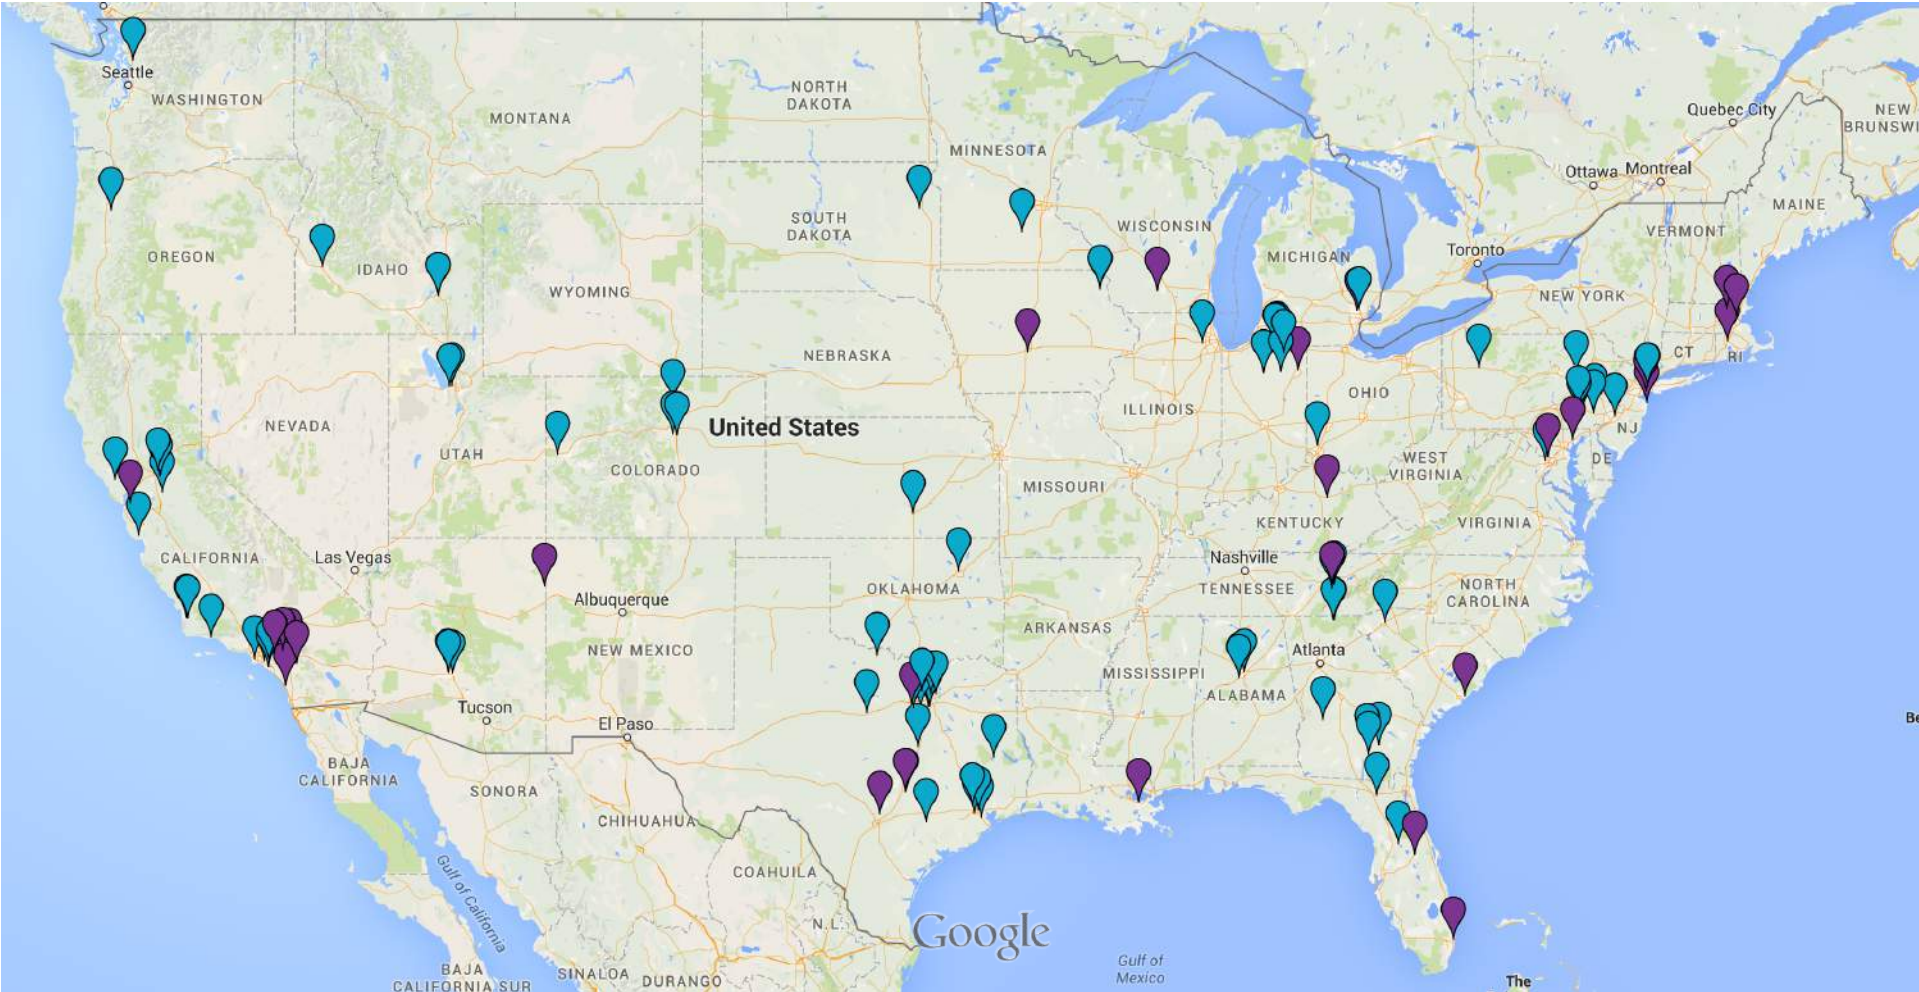 Seattle
WASHINGTON
MONTANA
NORTH
DAKOTA
MINNESOTA
Quebec City
NEW
BRUNSWI
Ottawa
Montreal
MAINE
VERMONT
OREGON
IDAHO
WYOMING
SOUTH
DAKOTA
WISCONSIN
MICHIGAN
Toronto
NEW YORK
NEBRASKA
CT
RI
NEVADA
UTAH
COLORADO
United States
ILLINOIS
OHIO
NJ
WEST
VIRGINIA
DE
MISSOURI
KENTUCKY
VIRGINIA
CALIFORNIA
Las Vegas
Albuquerque
OKLAHOMA
Nashville
TENNESSEE
NORTH
CAROLINA
NEW MEXICO
ARKANSAS
MISSISSIPPI
ALABAMA
Atlanta
Tucson
El Paso
BAJA
CALIFORNIA
SONORA
CHIHUAHUA
COAHUILA
Be
Gulf of California
N.L.
Google
Gulf of
Mexico
BAJA
CALIFORNIA SUR
SINALOA
DURANGO
The